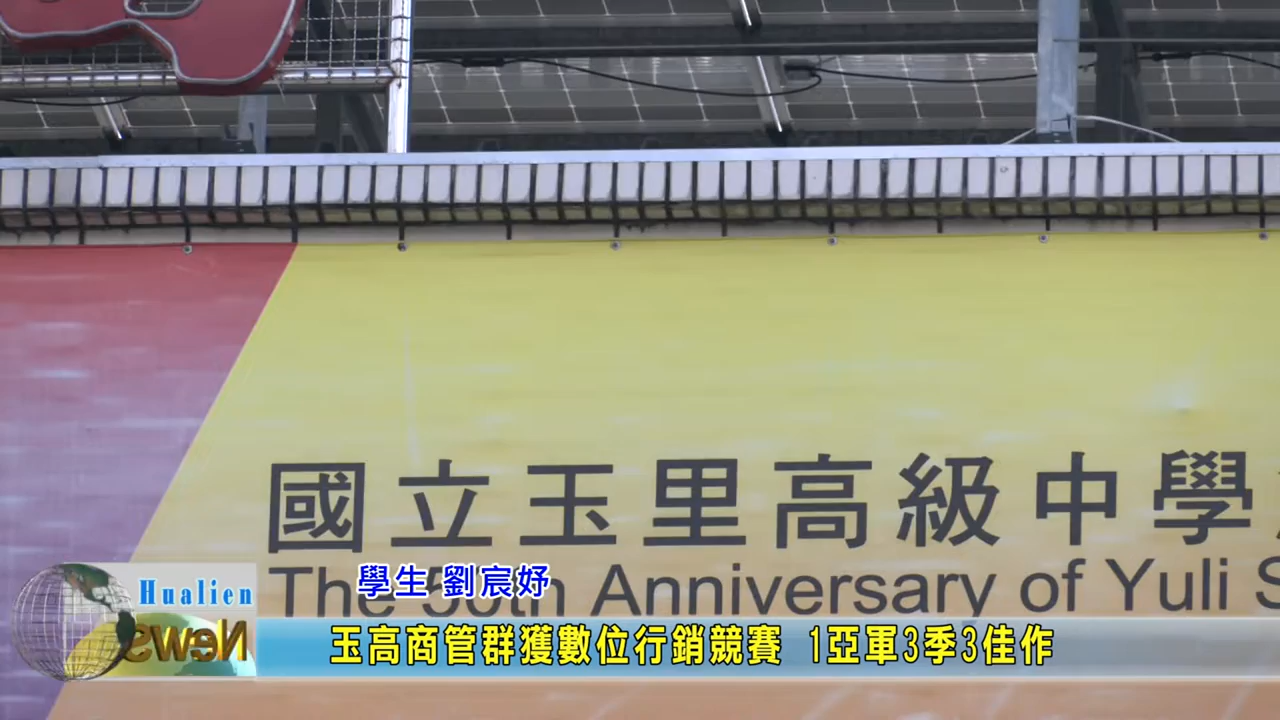 國立玉里高級中學
The 50th Anniversary of Yuli S
學生 劉宸妤
Hualien
News
玉高商管群獲數位行銷競賽 1亞軍3季3佳作